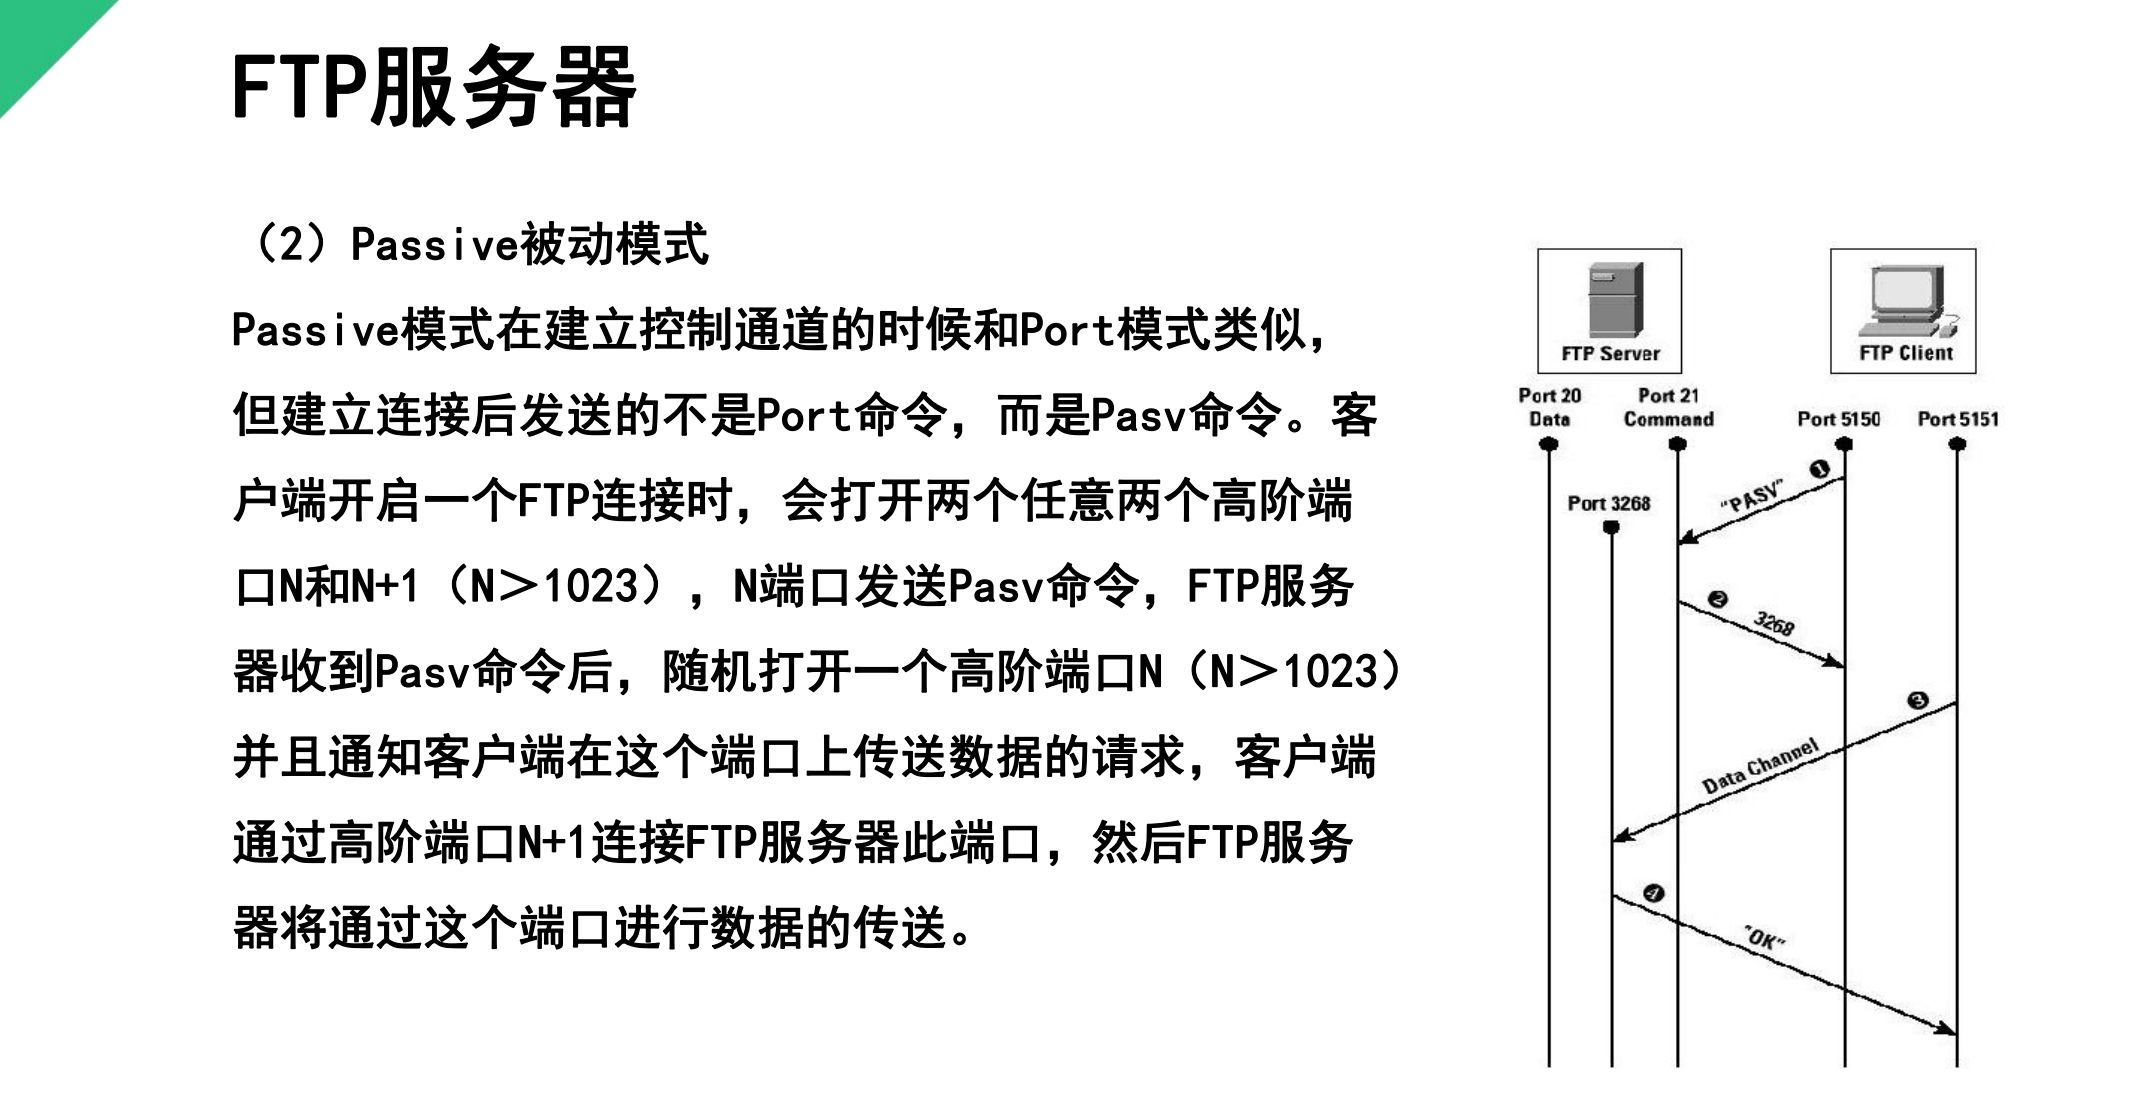 FTP服务器
（2）Passive被动模式
Passive模式在建立控制通道的时候和Port模式类似，
但建立连接后发送的不是Port命令，而是Pasv命令。客
户端开启一个FTP连接时，会打开两个任意两个高阶端
口N和N+1（N＞1023），N端口发送Pasv命令，FTP服务
器收到Pasv命令后，随机打开一个高阶端口N（N＞1023）
并且通知客户端在这个端口上传送数据的请求，客户端
通过高阶端口N+1连接FTP服务器此端口，然后FTP服务
器将通过这个端口进行数据的传送。
FTP Server
FTP Client
Port 20
Data
Port 21
Command
Port 5150
Port 5151
Port 3268
1
"PASV"
2
3268
3
Data Channel
4
"OK"